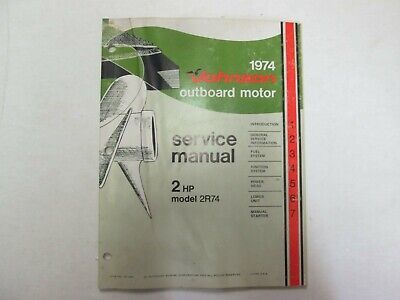 1974
Johnson
outboard motor
service
manual
2 HP
model 2R74
INTRODUCTION 1
GENERAL
SERVICE
INFORMATION 2
FUEL
SYSTEM 3
IGNITION
SYSTEM 4
POWER
HEAD 5
LOWER
UNIT 6
MANUAL
STARTER 7